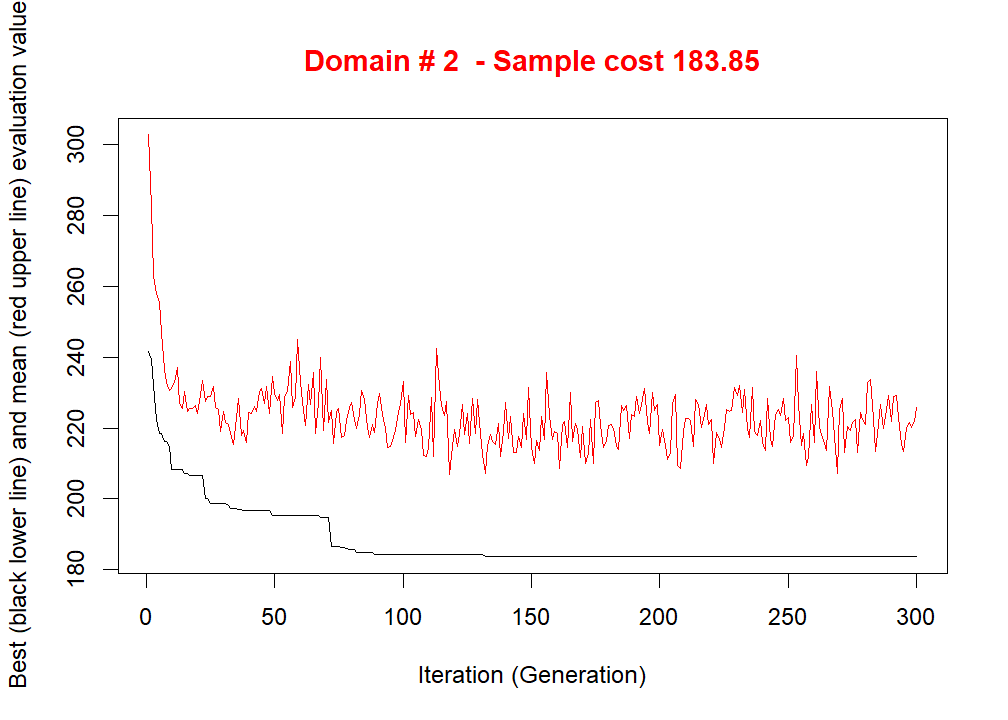 Domain # 2  - Sample cost 183.85
Best (black lower line) and mean (red upper line) evaluation value
300
280
260
240
220
200
180
0 50 100 150 200 250 300
Iteration (Generation)